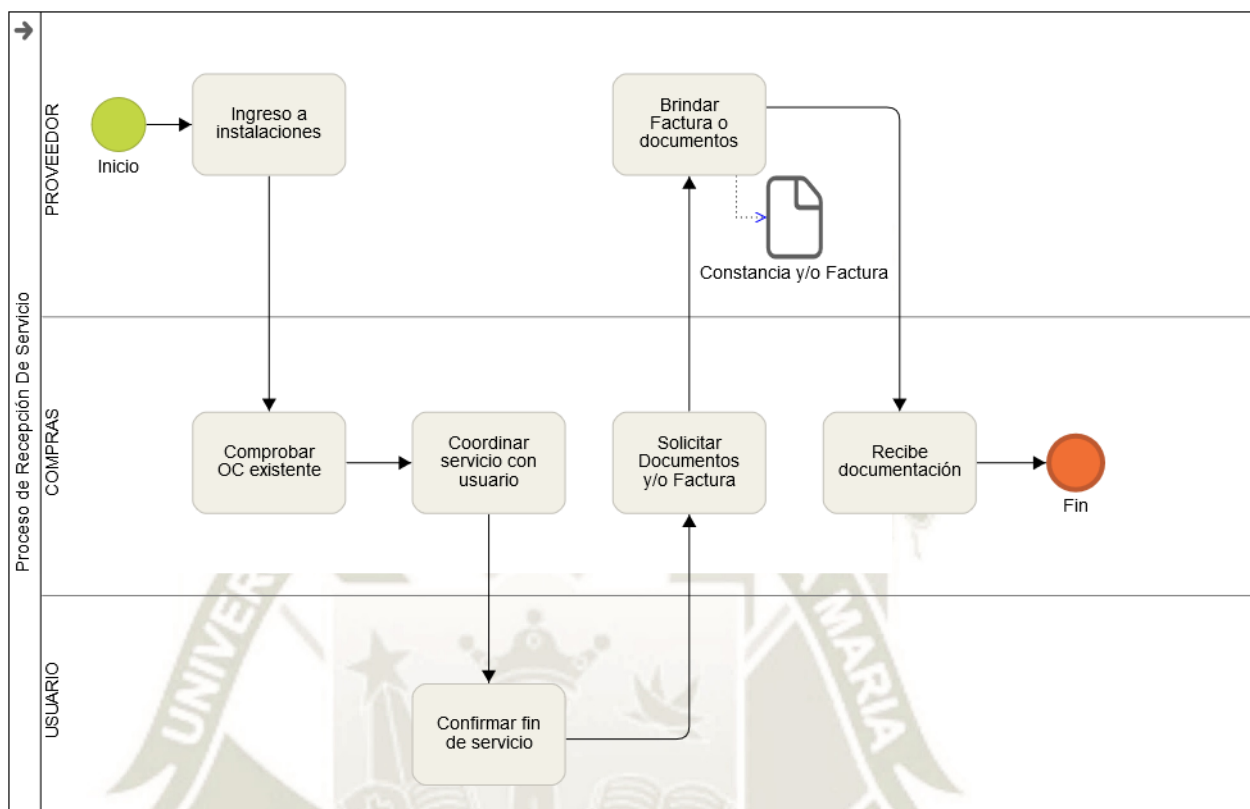 Proceso de Recepción De Servicio
PROVEEDOR
Inicio
Ingreso a
instalaciones
Brindar
Factura o
documentos
Constancia y/o Factura
COMPRAS
Comprobar
OC existente
Coordinar
servicio con
usuario
Solicitar
Documentos
y/o Factura
Recibe
documentación
Fin
USUARIO
Confirmar fin
de servicio
MARIA